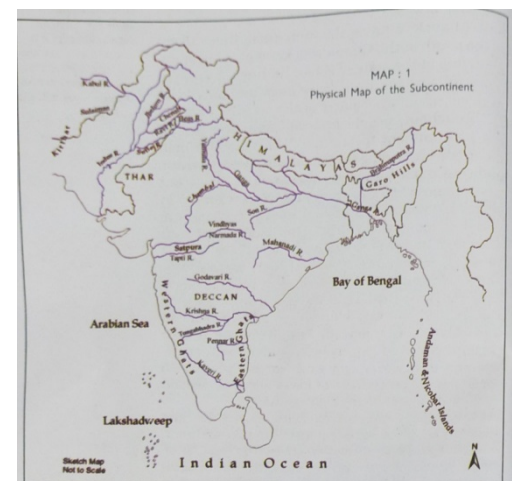 MAP : 1
Physical Map of the Subcontinent
Kabul R.
Sulaiman
Kirthar
Indus R.
THAR
HIMALAYAS
Brahmaputra R.
Garo Hills
Ganga
Chambal
Son R.
Vindhyas
Narmada R.
Satpura
Tapti R.
Mahanadi R.
Godavari R.
DECCAN
Krishna R.
Tungabhadra R.
Pennar R.
Kaveri R.
Western Ghats
Eastern Ghats
Arabian Sea
Bay of Bengal
Lakshadweep
Andaman & Nicobar Islands
Indian Ocean
N
Sketch Map
Not to Scale